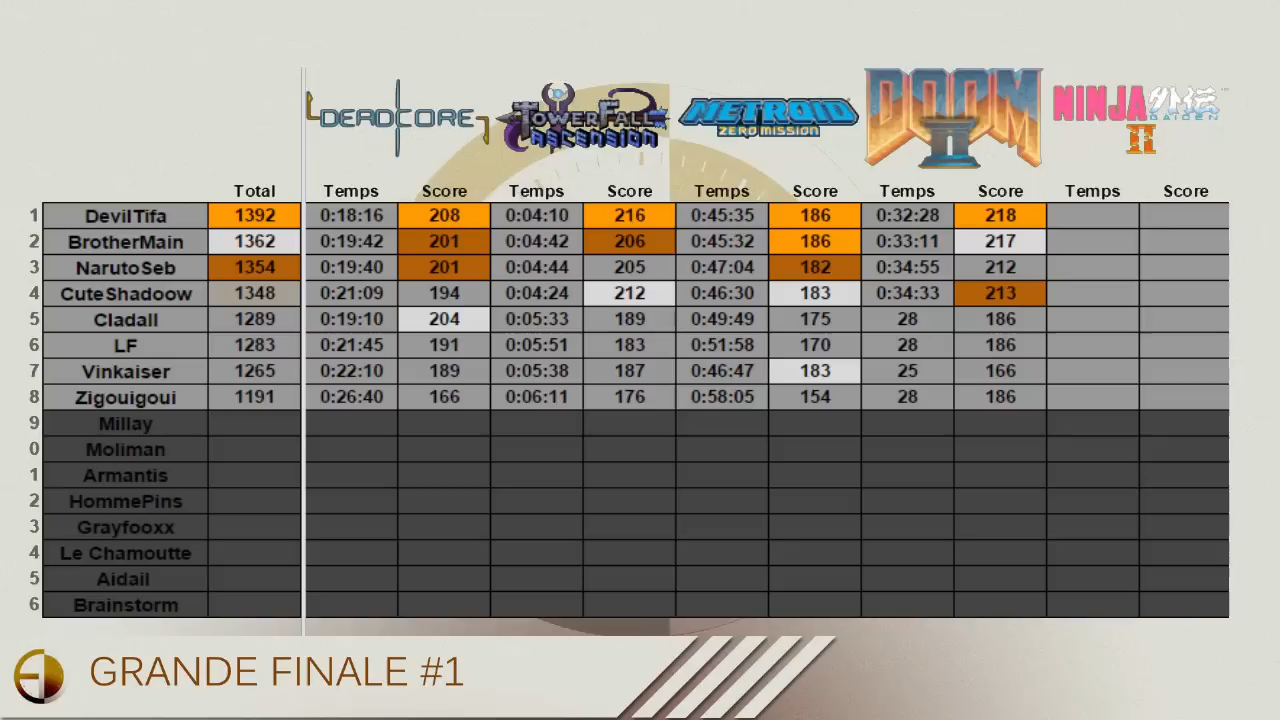 DEADCORE TOWERFALL ASCENSION METROID ZERO MISSION DOOM II NINJA外伝 GAIDEN II
Total Temps Score Temps Score Temps Score Temps Score Temps Score
1 DevilTifa 1392 0:18:16 208 0:04:10 216 0:45:35 186 0:32:28 218
2 BrotherMain 1362 0:19:42 201 0:04:42 206 0:45:32 186 0:33:11 217
3 NarutoSeb 1354 0:19:40 201 0:04:44 205 0:47:04 182 0:34:55 212
4 CuteShadoow 1348 0:21:09 194 0:04:24 212 0:46:30 183 0:34:33 213
5 Cladall 1289 0:19:10 204 0:05:33 189 0:49:49 175 28 186
6 LF 1283 0:21:45 191 0:05:51 183 0:51:58 170 28 186
7 Vinkaiser 1265 0:22:10 189 0:05:38 187 0:46:47 183 25 166
8 Zigouigoui 1191 0:26:40 166 0:06:11 176 0:58:05 154 28 186
9 Millay
0 Moliman
1 Armantis
2 HommePins
3 Grayfooxx
4 Le Chamoutte
5 Aidail
6 Brainstorm
GRANDE FINALE #1